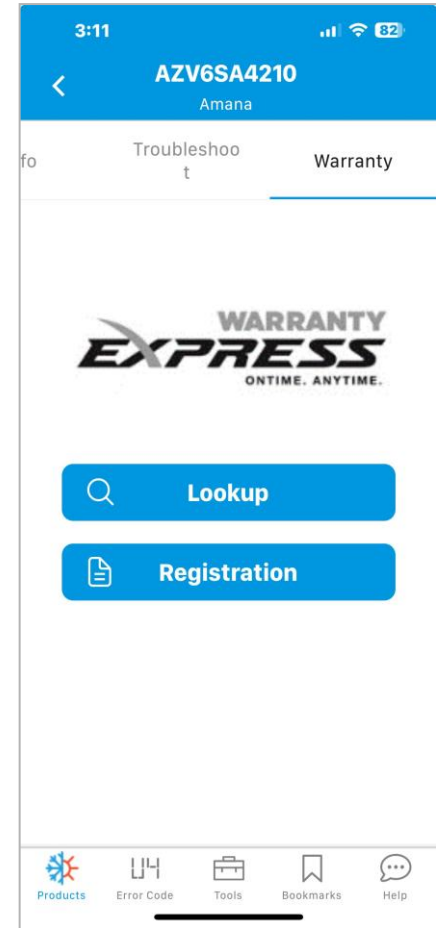 3:11 82
AZV6SA4210
Amana
fo
Troubleshoo
t
Warranty
WARRANTY
EXPRESS
ONTIME. ANYTIME.
Lookup
Registration
U4
Products Error Code Tools Bookmarks Help